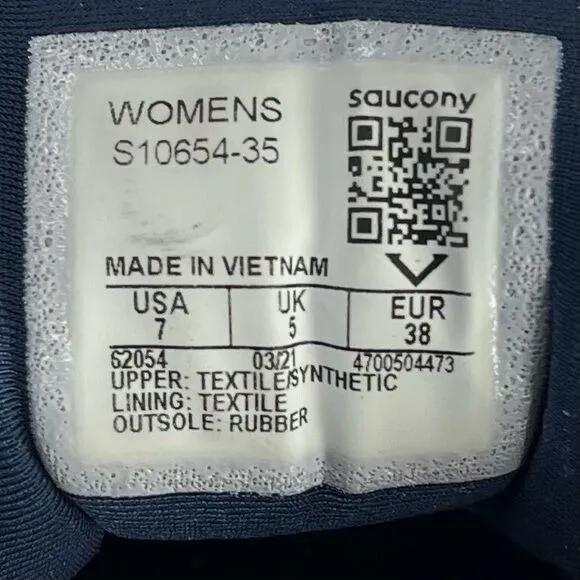 WOMENS
S10654-35
saucony
MADE IN VIETNAM
USA UK EUR
7 5 38
62054 03/21 4700504473
UPPER: TEXTILE/SYNTHETIC
LINING: TEXTILE
OUTSOLE: RUBBER